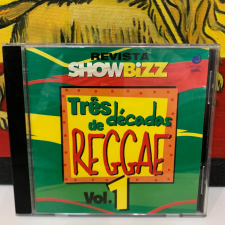 REVISTA
SHOWBiZZ
Três décadas
de
REGGAE
Vol. 1